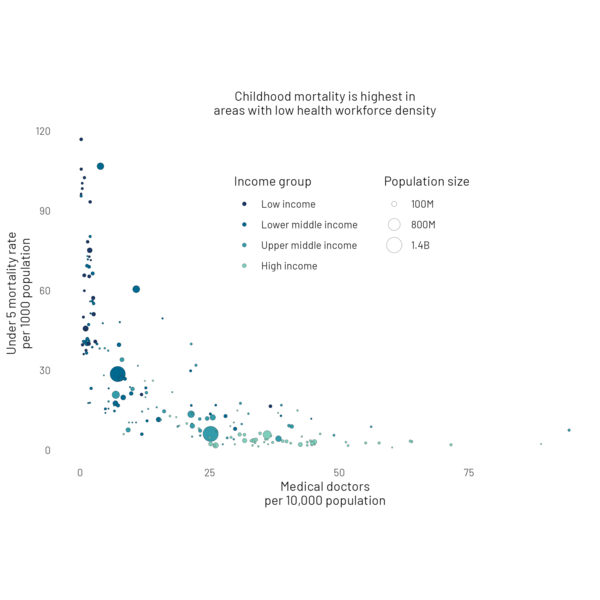 Childhood mortality is highest in
areas with low health workforce density
Under 5 mortality rate
per 1000 population
120
90
60
30
0
Income group
Low income
Lower middle income
Upper middle income
High income
Population size
100M
800M
1.4B
0
25
50
75
Medical doctors
per 10,000 population